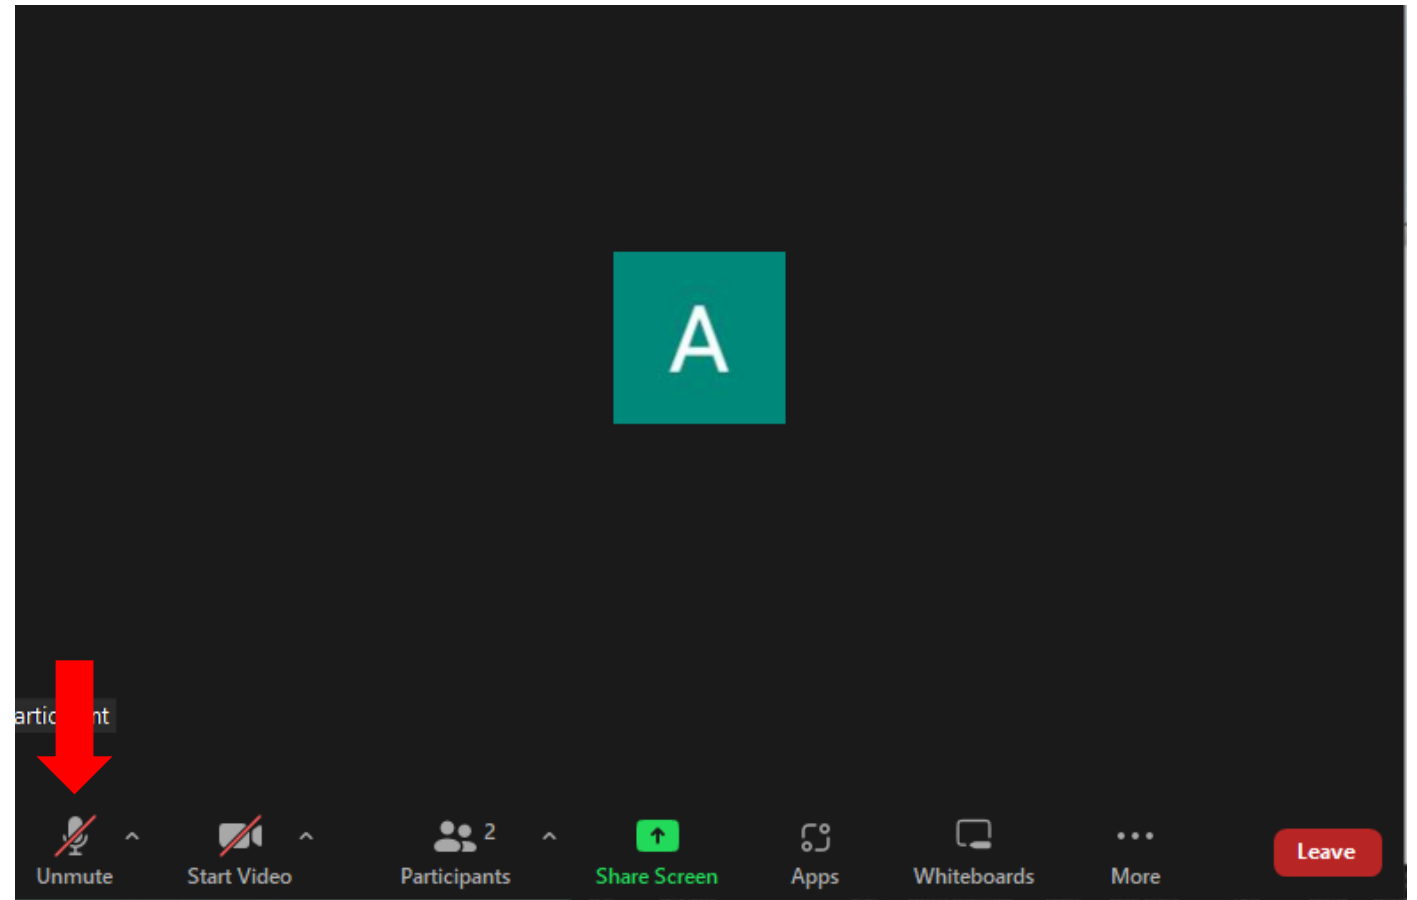 A
2
Unmute
Start Video
Participants
Share Screen
Apps
Whiteboards
More
Leave